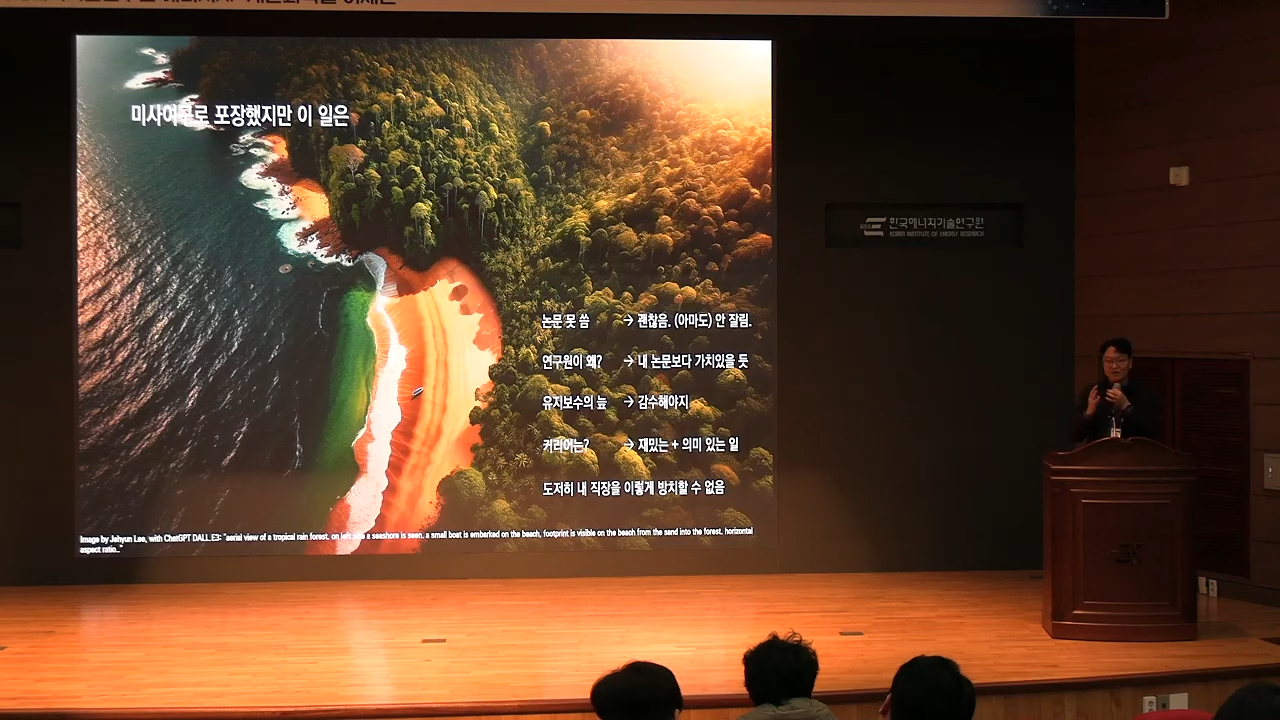 미사여구로 포장했지만 이 일은
논문 못 씀 → 괜찮음. (아마도) 안 잘림.
연구원이 왜? → 내 논문보다 가치있을 듯
유지보수의 늪 → 감수해야지
커리어는? → 재밌는 + 의미 있는 일
도저히 내 직장을 이렇게 방치할 수 없음
Image by Jehyun Lee, with ChatGPT DALL.E3: "aerial view of a tropical rain forest. on left side a seashore is seen. a small boat is embarked on the beach, footprint is visible on the beach from the sand into the forest. horizontal
aspect ratio.."
한국에너지기술연구원
KOREA INSTITUTE OF ENERGY RESEARCH